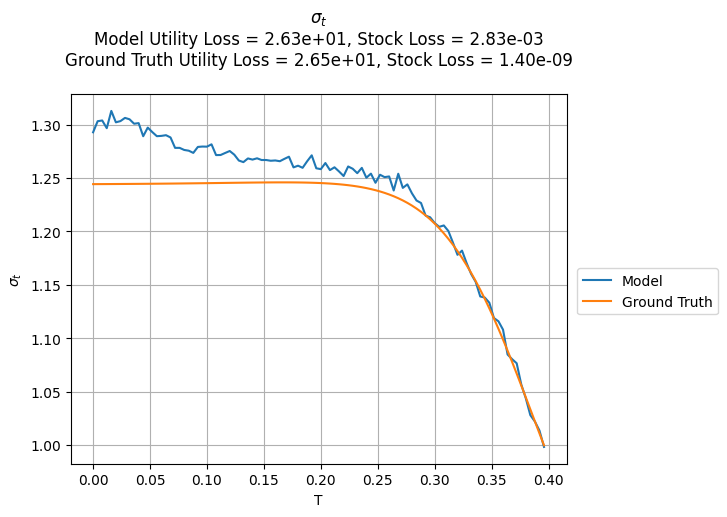 σₜ
Model Utility Loss = 2.63e+01, Stock Loss = 2.83e-03
Ground Truth Utility Loss = 2.65e+01, Stock Loss = 1.40e-09
1.30
1.25
1.20
1.15
1.10
1.05
1.00
σₜ
0.00 0.05 0.10 0.15 0.20 0.25 0.30 0.35 0.40
T
Model
Ground Truth